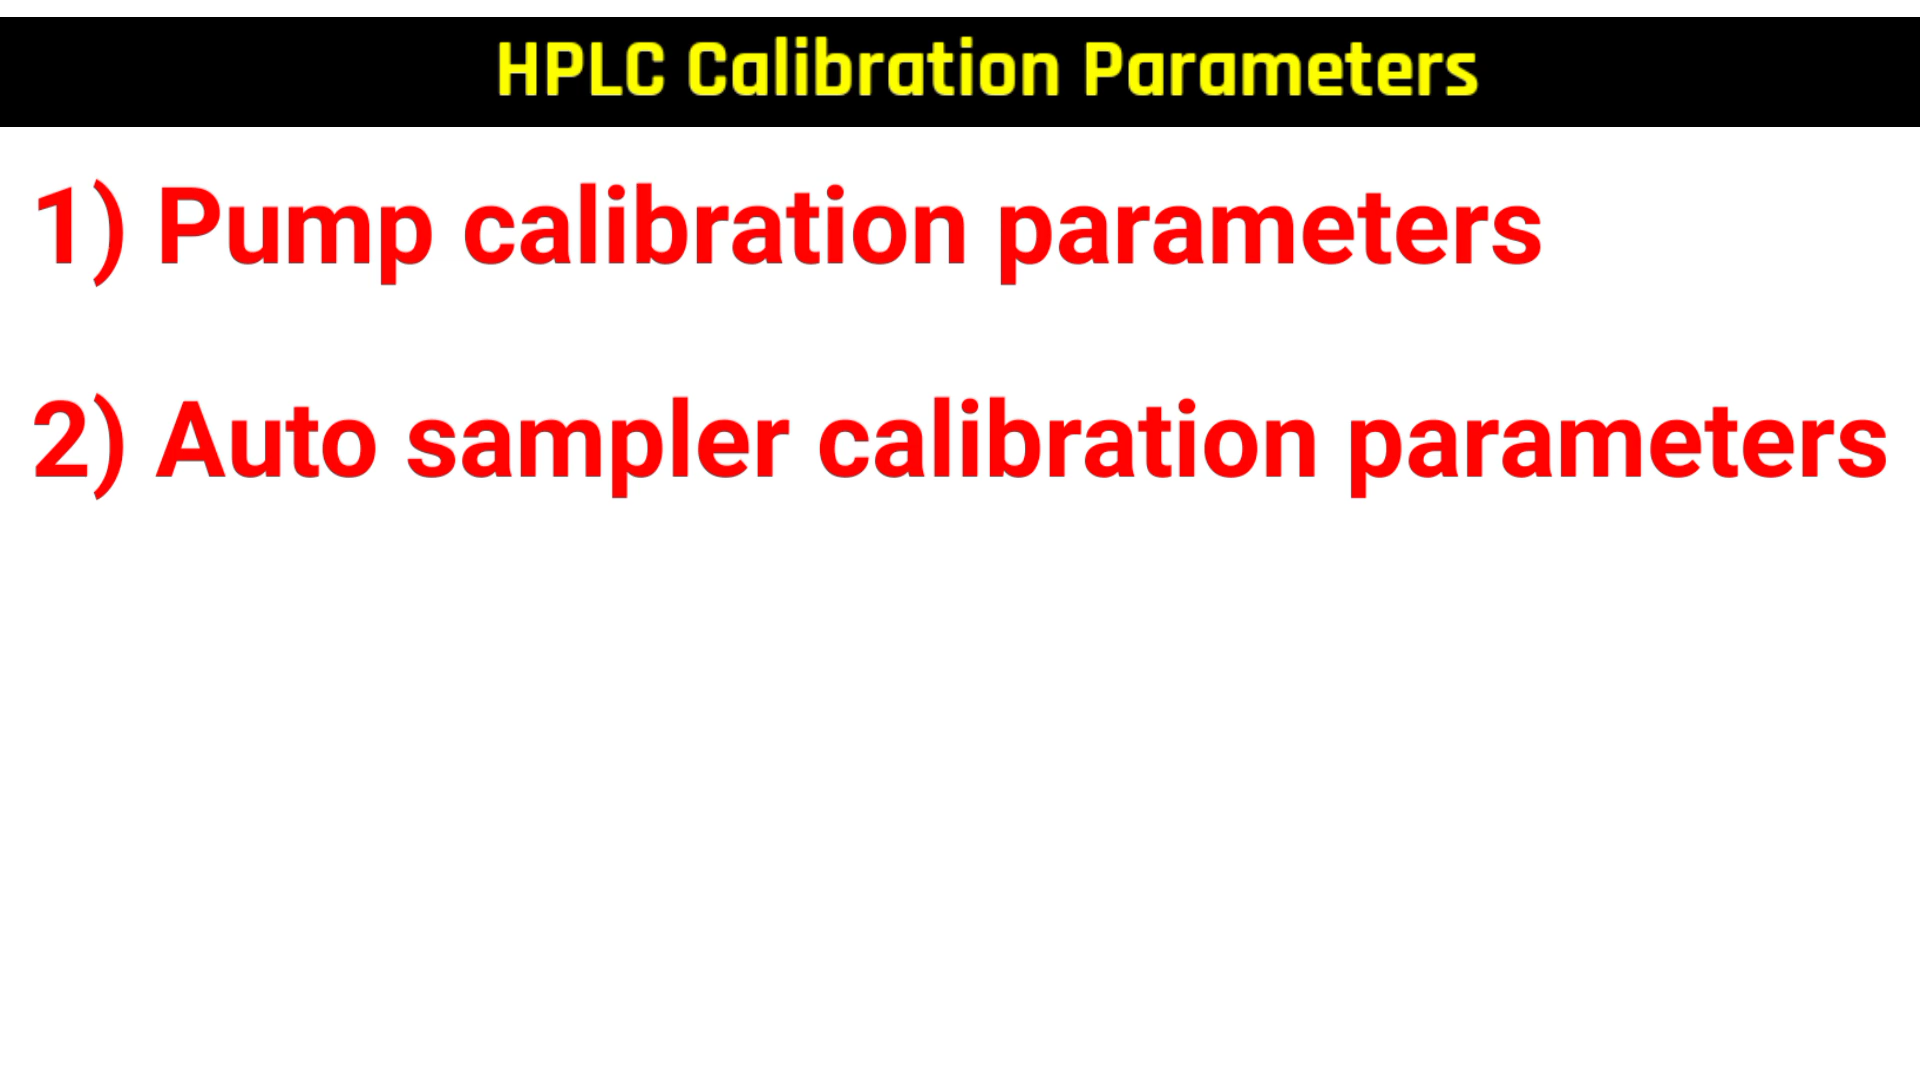 HPLC Calibration Parameters
1) Pump calibration parameters
2) Auto sampler calibration parameters